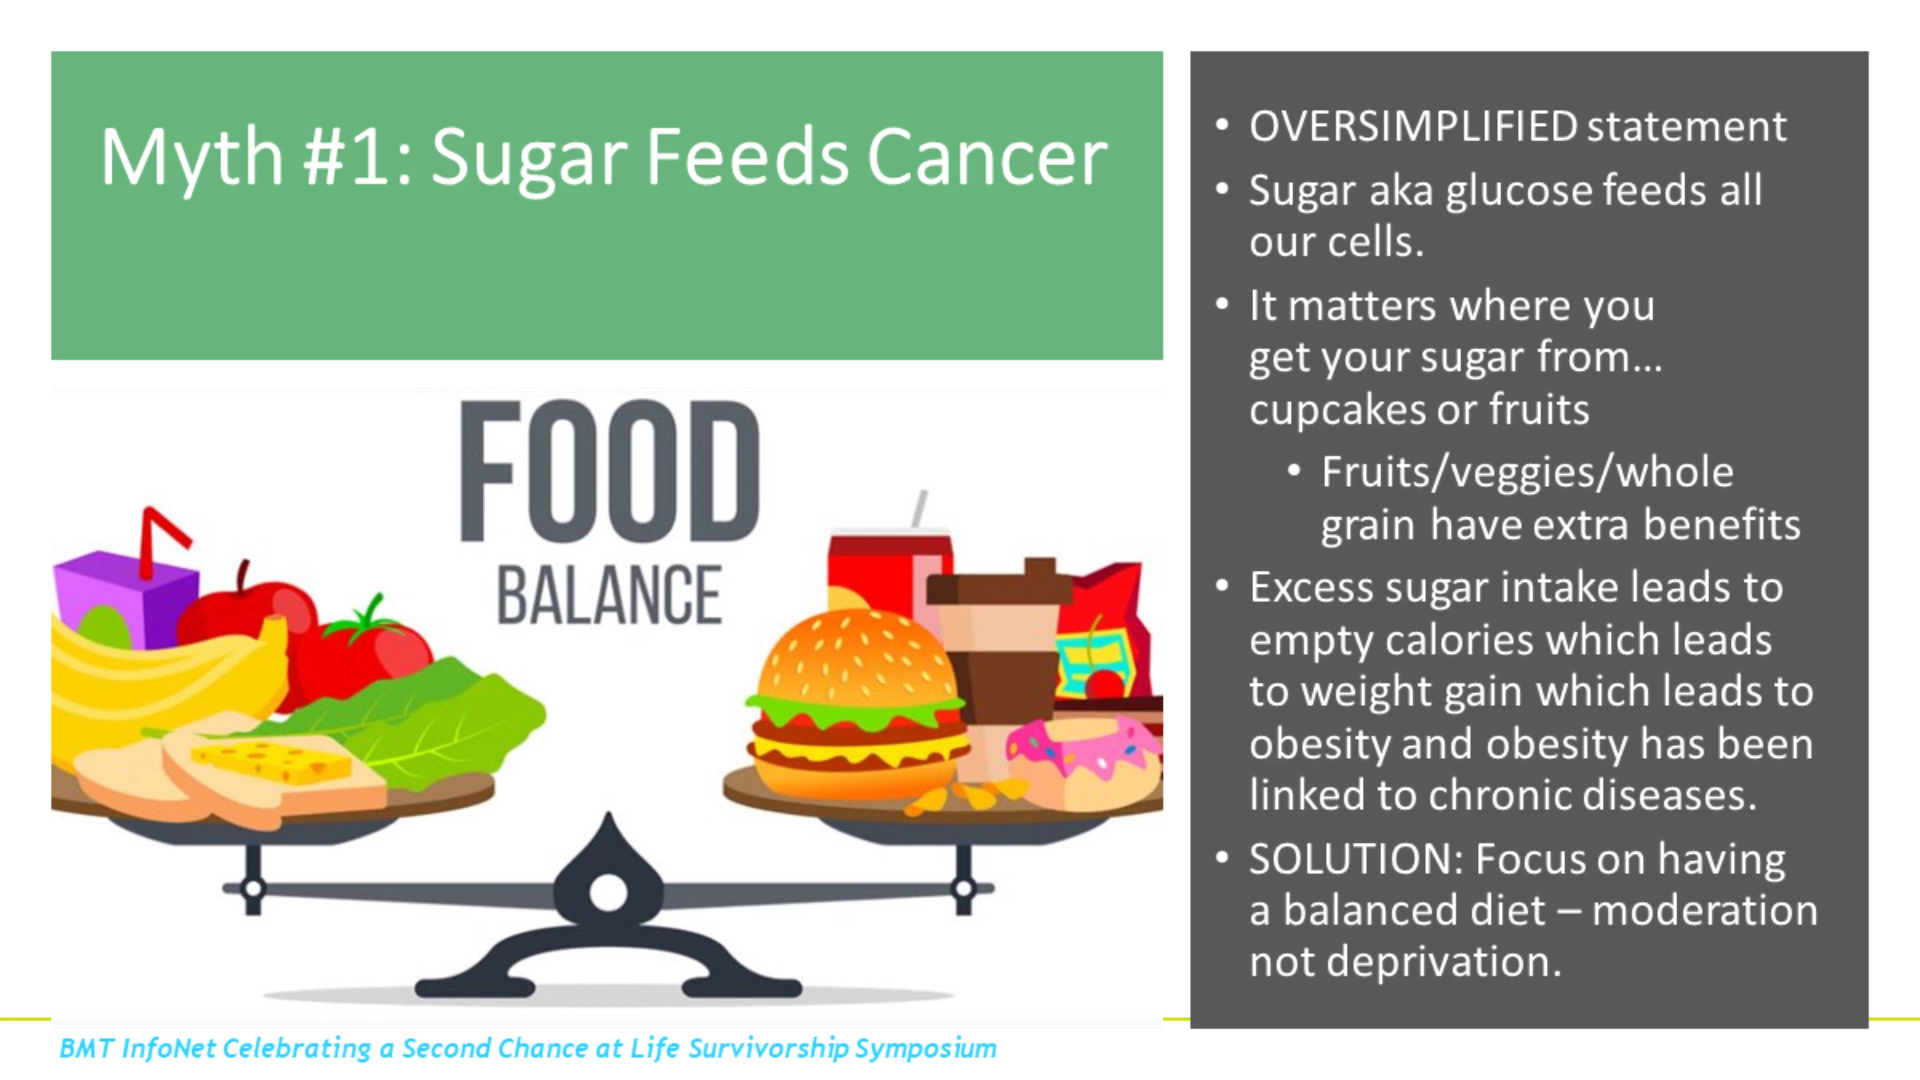 Myth #1: Sugar Feeds Cancer
FOOD
BALANCE
• OVERSIMPLIFIED statement
• Sugar aka glucose feeds all
our cells.
• It matters where you
get your sugar from...
cupcakes or fruits
• Fruits/veggies/whole
grain have extra benefits
• Excess sugar intake leads to
empty calories which leads
to weight gain which leads to
obesity and obesity has been
linked to chronic diseases.
• SOLUTION: Focus on having
a balanced diet – moderation
not deprivation.
BMT InfoNet Celebrating a Second Chance at Life Survivorship Symposium